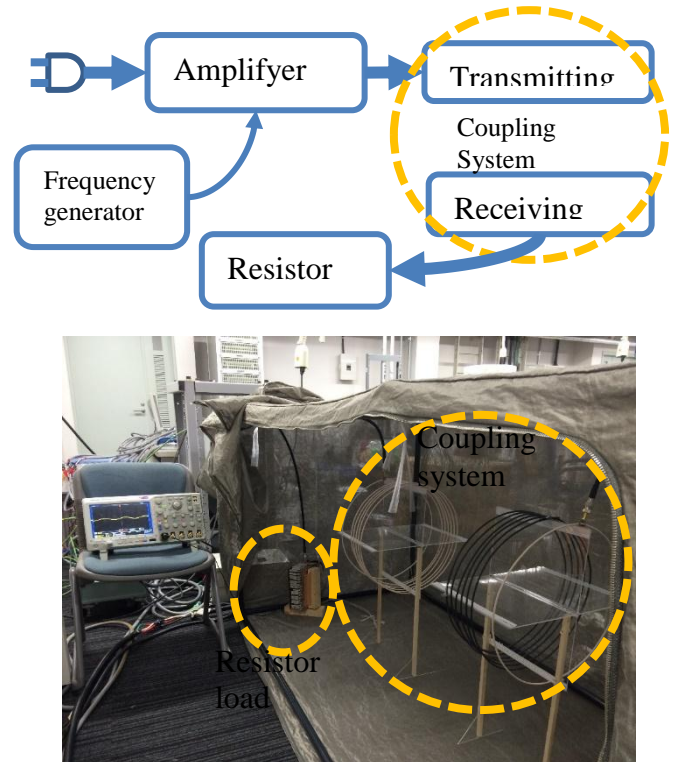 Amplifyer
Transmitting
Coupling
System
Frequency
generator
Receiving
Resistor
Coupling
system
Resistor
load